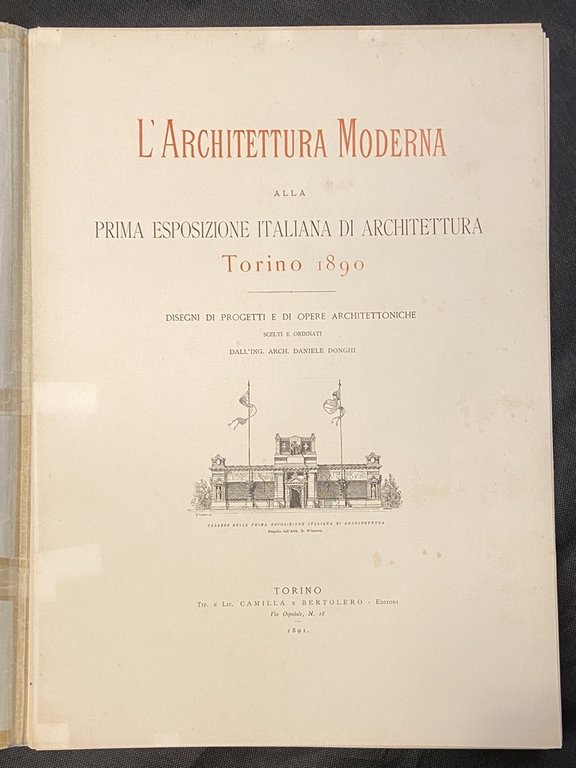 L'ARCHITETTURA MODERNA
ALLA
PRIMA ESPOSIZIONE ITALIANA DI ARCHITETTURA
Torino 1890
DISEGNI DI PROGETTI E DI OPERE ARCHITETTONICHE
SCELTI E ORDINATI
DALL'ING. ARCH. DANIELE DONGHI
PALAZZO DELLA PRIMA ESPOSIZIONE ITALIANA DI ARCHITETTURA
dall'Arch.
TORINO
TIP. E LIT. CAMILLA E BERTOLERO - EDITORI
Via Ospedale, N. 18
1891.